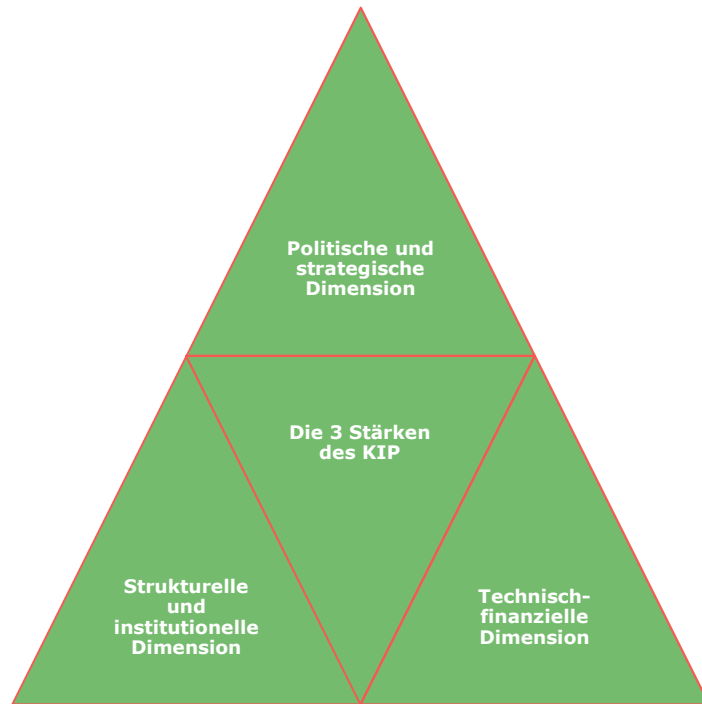 Politische und
strategische
Dimension
Die 3 Stärken
des KIP
Strukturelle
und
institutionelle
Dimension
Technisch-
finanzielle
Dimension